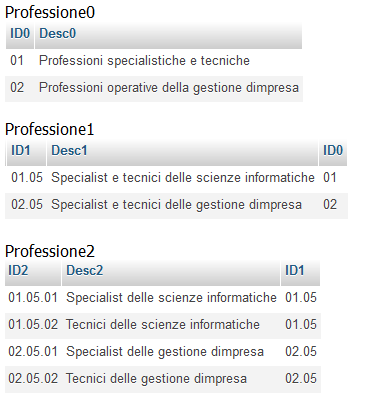 Professione0
ID0 Desc0
01 Professioni specialistiche e tecniche
02 Professioni operative della gestione dimpresa
Professione1
ID1 Desc1 ID0
01.05 Specialist e tecnici delle scienze informatiche 01
02.05 Specialist e tecnici delle gestione dimpresa 02
Professione2
ID2 Desc2 ID1
01.05.01 Specialist delle scienze informatiche 01.05
01.05.02 Tecnici delle scienze informatiche 01.05
02.05.01 Specialist delle gestione dimpresa 02.05
02.05.02 Tecnici delle gestione dimpresa 02.05